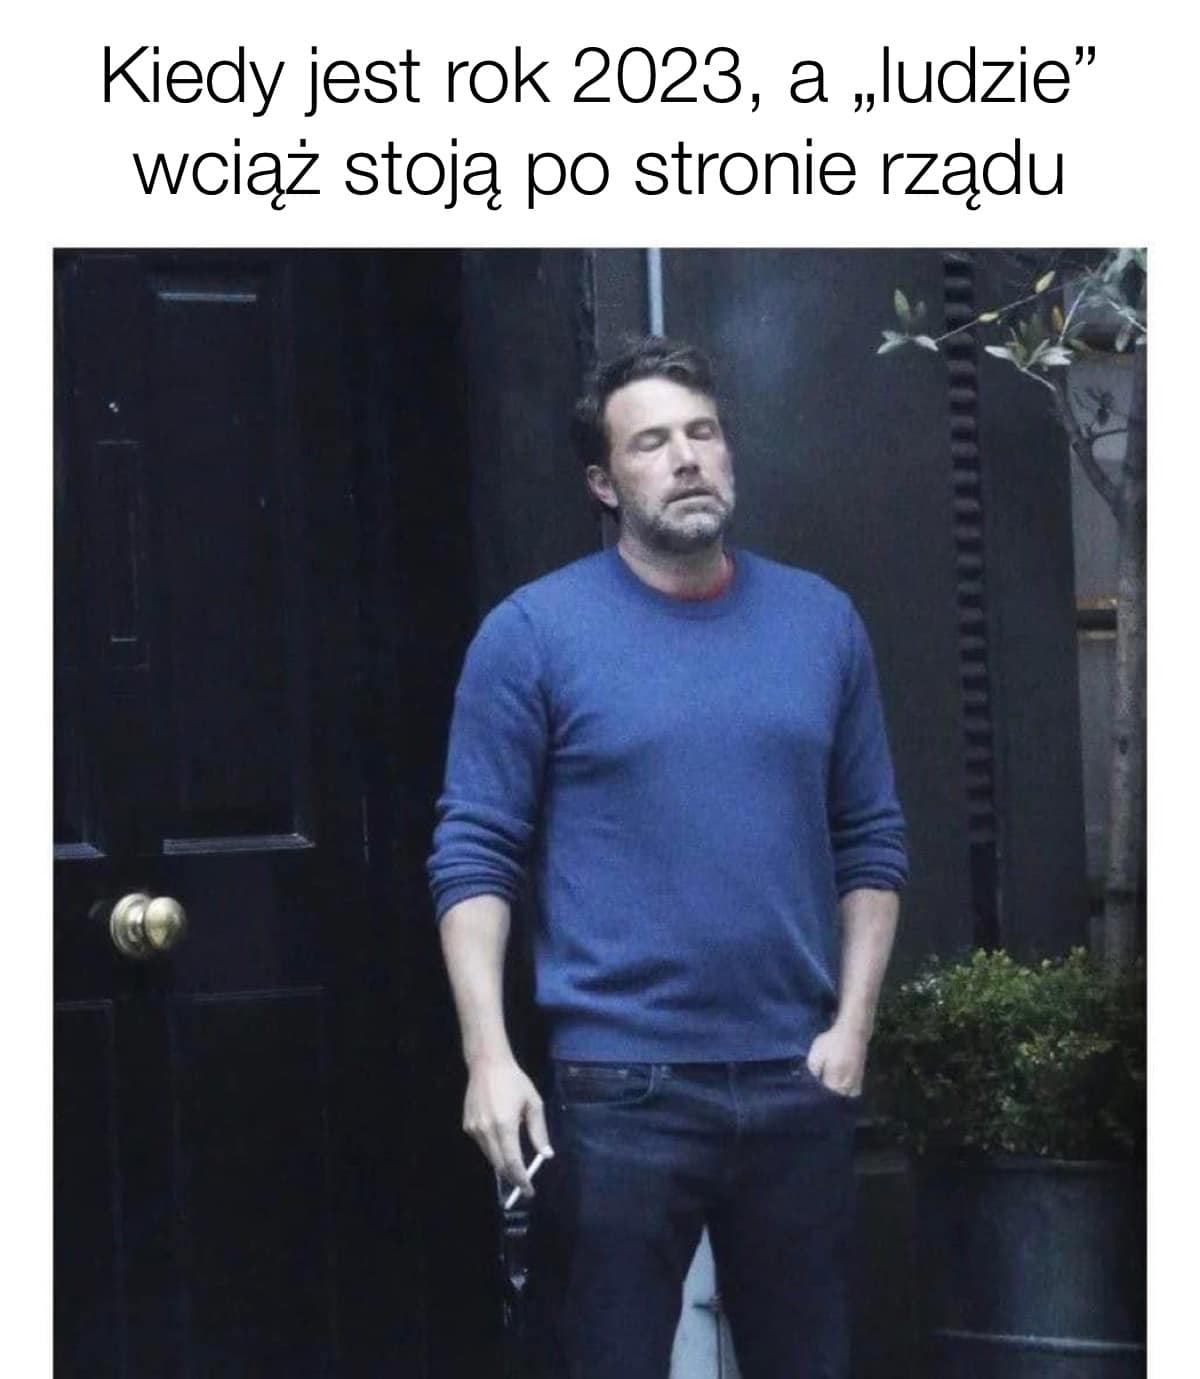 Kiedy jest rok 2023, a „ludzie”
wciąż stoją po stronie rządu